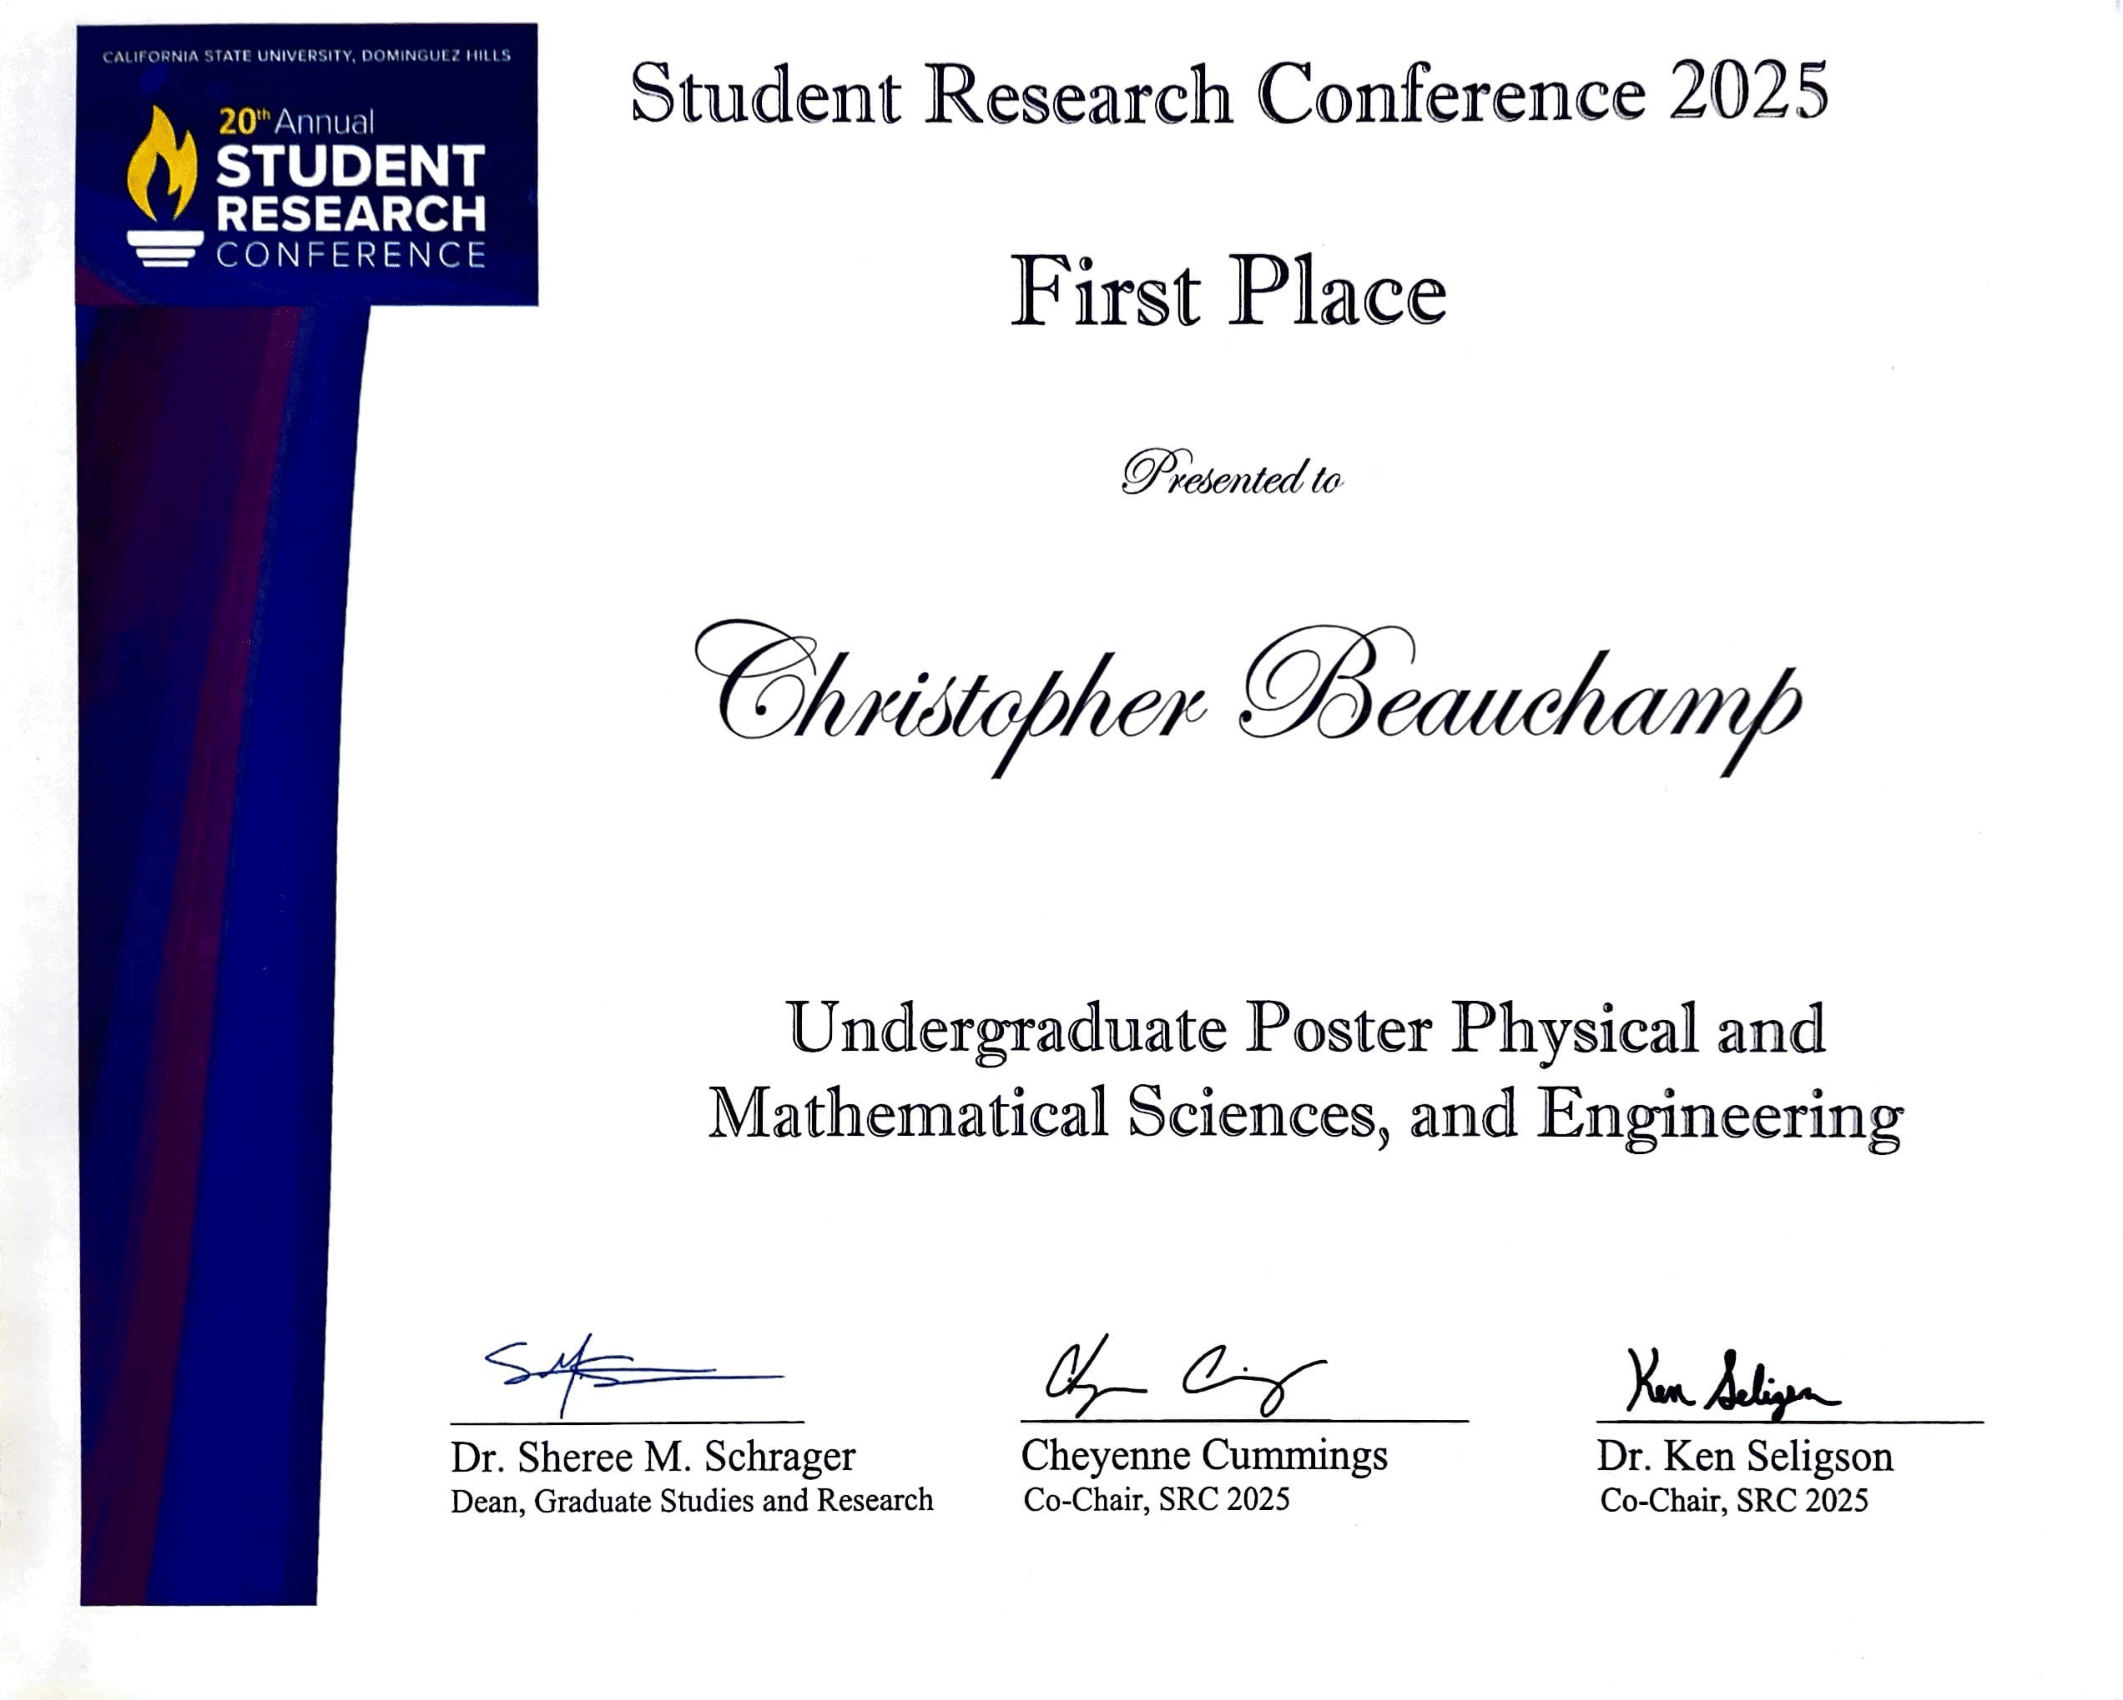 CALIFORNIA STATE UNIVERSITY, DOMINGUEZ HILLS
20th Annual
STUDENT
RESEARCH
CONFERENCE
Student Research Conference 2025
First Place
Presented to
Christopher Beauchamp
Undergraduate Poster Physical and
Mathematical Sciences, and Engineering
Ken Seligson
Dr. Sheree M. Schrager
Dean, Graduate Studies and Research
Cheyenne Cummings
Co-Chair, SRC 2025
Dr. Ken Seligson
Co-Chair, SRC 2025